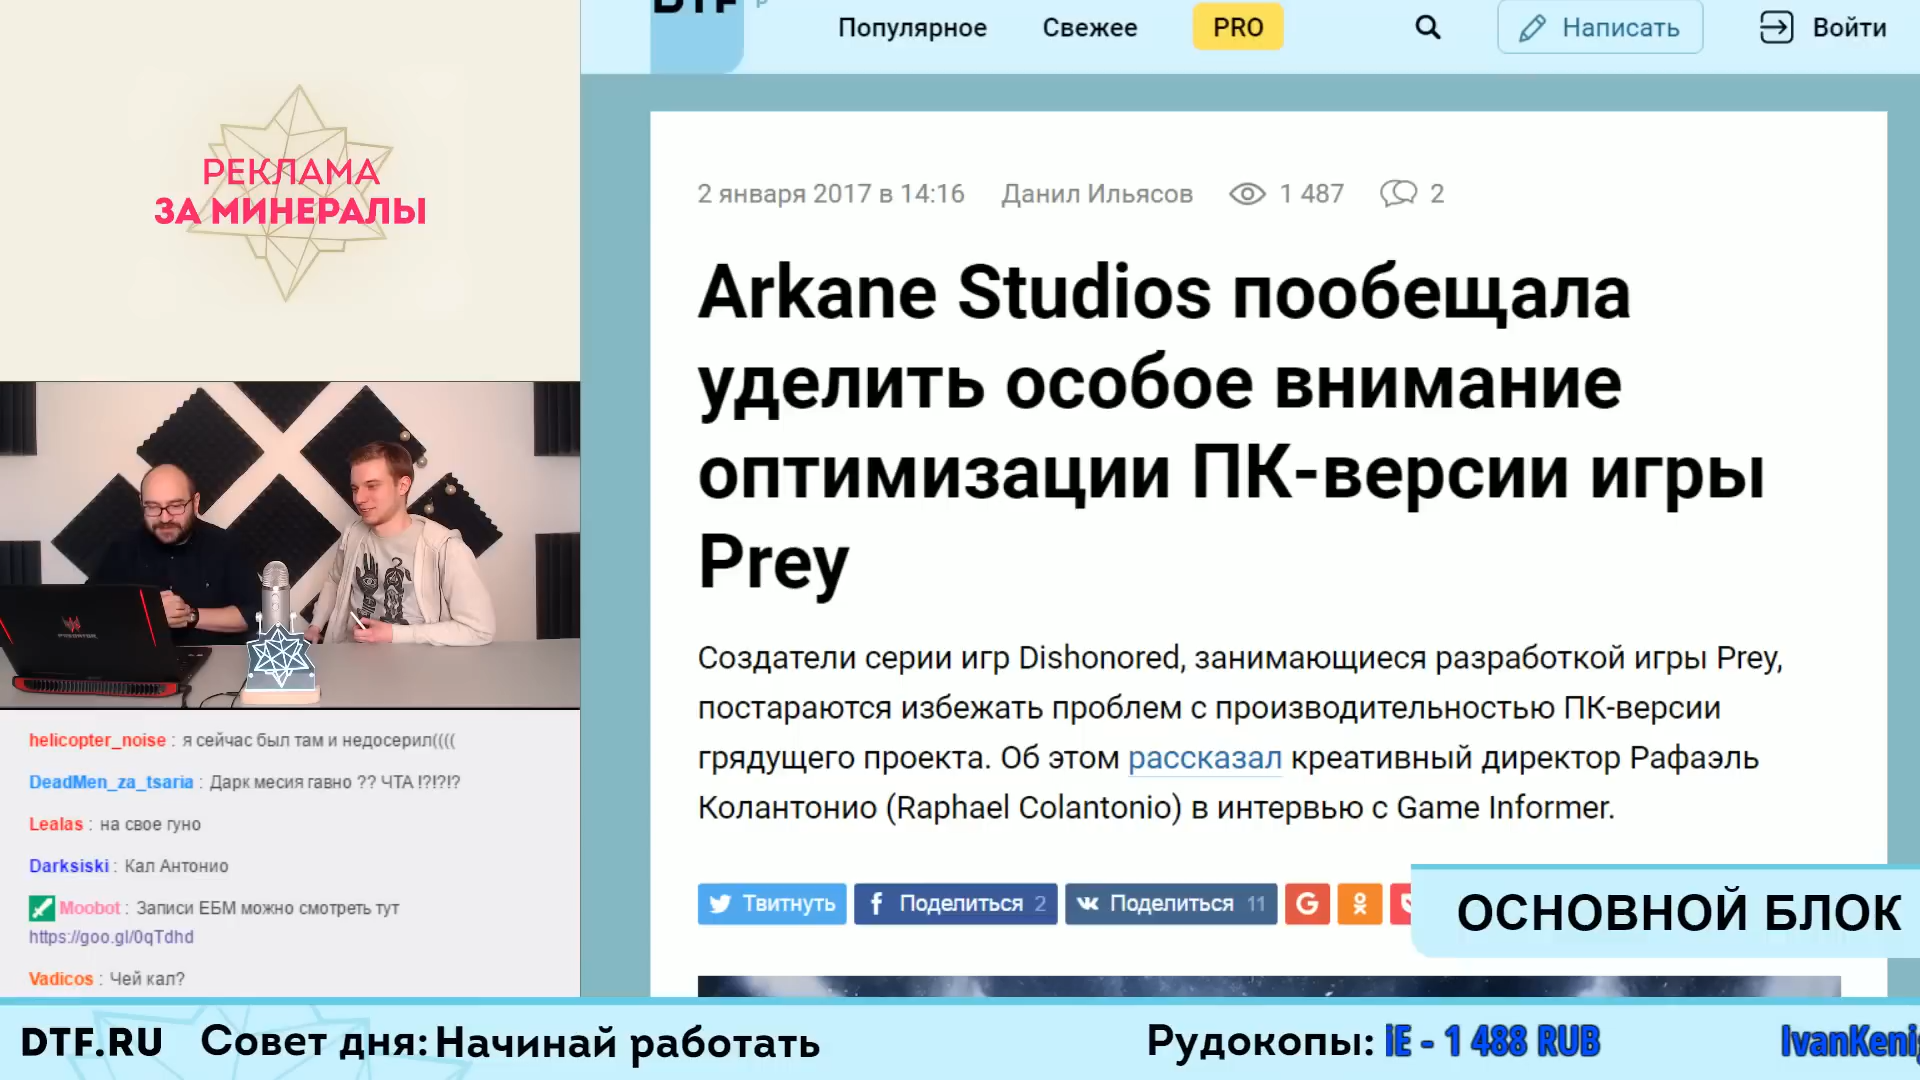 РЕКЛАМА
ЗА МИНЕРАЛЫ
PREDATOR
helicopter_noise : я сейчас был там и недосерил((((
DeadMen_za_tsaria : Дарк месия гавно ?? ЧТА !?!?!?
Lealas : на свое гуно
Darksiski : Кал Антонио
Moobot : Записи ЕБМ можно смотреть тут
https://goo.gl/0qTdhd
Vadicos : Чей кал?
DTF
Популярное Свежее PRO Написать Войти
2 января 2017 в 14:16 Данил Ильясов 1 487 2
Arkane Studios пообещала
уделить особое внимание
оптимизации ПК-версии игры
Prey
Создатели серии игр Dishonored, занимающиеся разработкой игры Prey,
постараются избежать проблем с производительностью ПК-версии
грядущего проекта. Об этом рассказал креативный директор Рафаэль
Колантонио (Raphael Colantonio) в интервью с Game Informer.
Твитнуть Поделиться 2 Поделиться 11
ОСНОВНОЙ БЛОК
DTF.RU Совет дня: Начинай работать Рудокопы: iE - 1 488 RUB IvanKeni